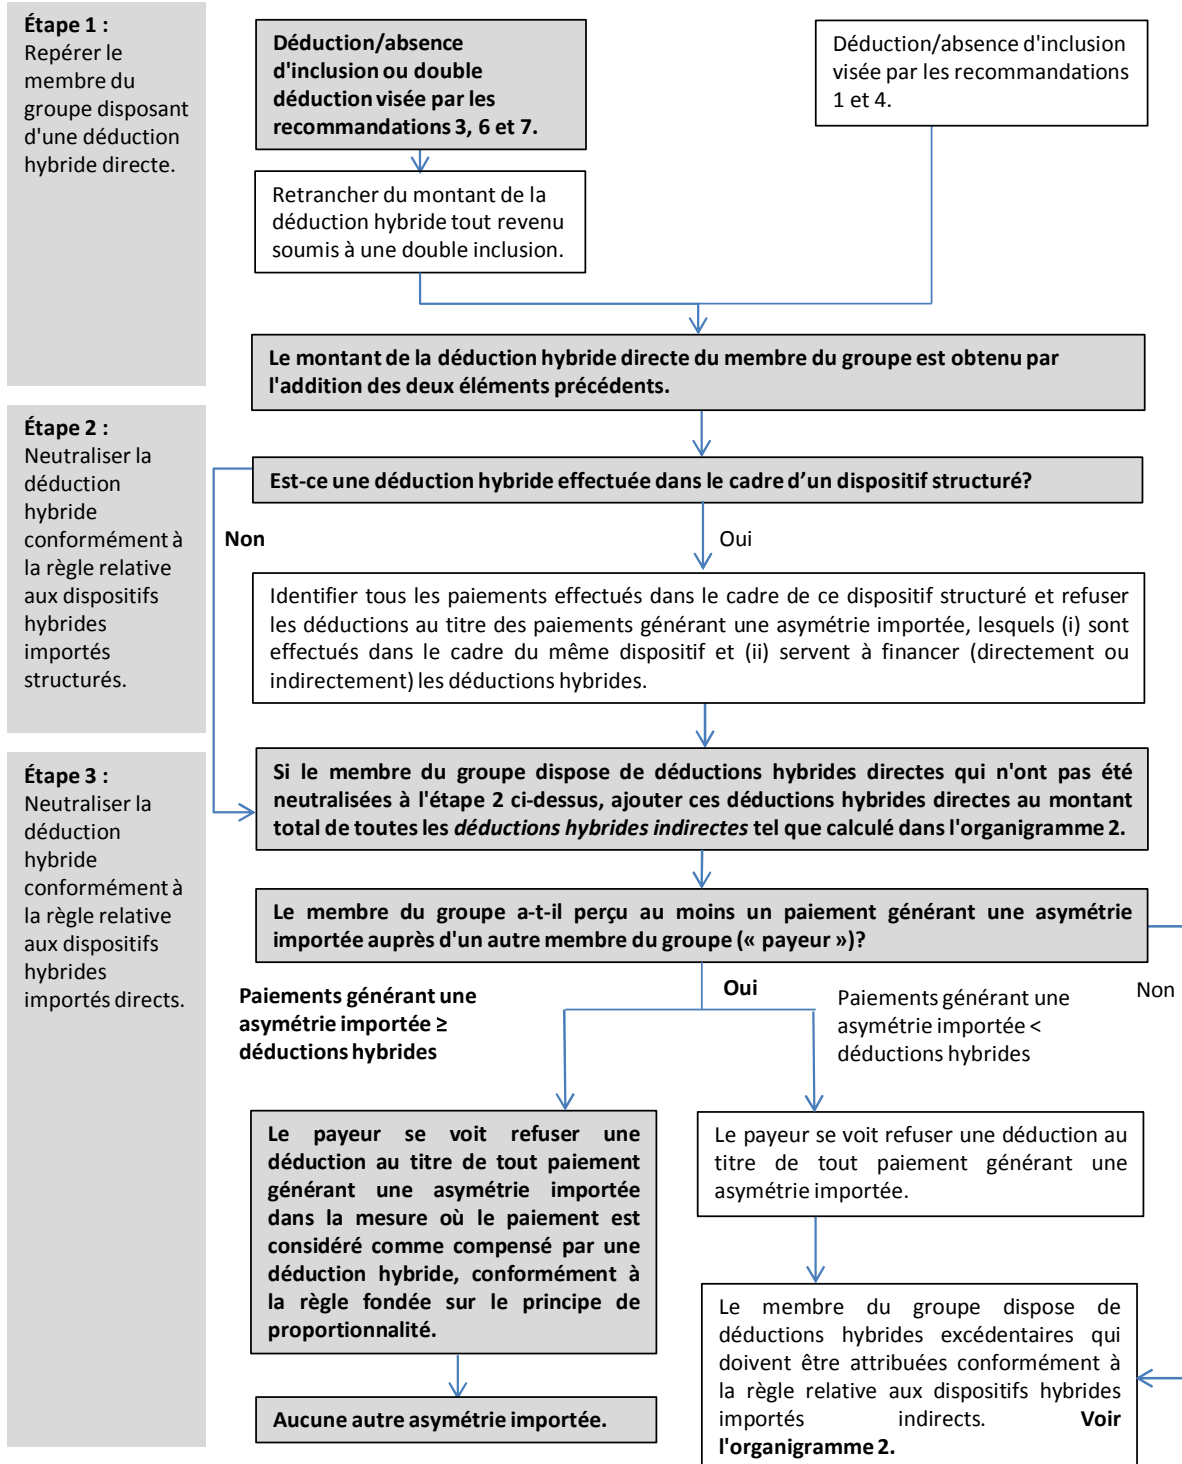 Étape 1 :
Repérer le
membre du
groupe disposant
d'une déduction
hybride directe.
Déduction/absence
d'inclusion ou double
déduction visée par les
recommandations 3, 6 et 7.
Déduction/absence d'inclusion
visée par les recommandations
1 et 4.
Retrancher du montant de la
déduction hybride tout revenu
soumis à une double inclusion.
Le montant de la déduction hybride directe du membre du groupe est obtenu par
l'addition des deux éléments précédents.
Étape 2 :
Neutraliser la
déduction
hybride
conformément à
la règle relative
aux dispositifs
hybrides
importés
structurés.
Est-ce une déduction hybride effectuée dans le cadre d’un dispositif structuré?
Non
Oui
Identifier tous les paiements effectués dans le cadre de ce dispositif structuré et refuser
les déductions au titre des paiements générant une asymétrie importée, lesquels (i) sont
effectués dans le cadre du même dispositif et (ii) servent à financer (directement ou
indirectement) les déductions hybrides.
Étape 3 :
Neutraliser la
déduction
hybride
conformément à
la règle relative
aux dispositifs
hybrides
importés directs.
Si le membre du groupe dispose de déductions hybrides directes qui n'ont pas été
neutralisées à l'étape 2 ci-dessus, ajouter ces déductions hybrides directes au montant
total de toutes les déductions hybrides indirectes tel que calculé dans l'organigramme 2.
Le membre du groupe a-t-il perçu au moins un paiement générant une asymétrie
importée auprès d'un autre membre du groupe (« payeur »)?
Paiements générant une
asymétrie importée ≥
déductions hybrides
Oui
Paiements générant une
asymétrie importée <
déductions hybrides
Non
Le payeur se voit refuser une
déduction au titre de tout paiement
générant une asymétrie importée
dans la mesure où le paiement est
considéré comme compensé par une
déduction hybride, conformément à
la règle fondée sur le principe de
proportionnalité.
Le payeur se voit refuser une déduction au
titre de tout paiement générant une
asymétrie importée.
Aucune autre asymétrie importée.
Le membre du groupe dispose de
déductions hybrides excédentaires qui
doivent être attribuées conformément à
la règle relative aux dispositifs hybrides
importés indirects. Voir
l'organigramme 2.